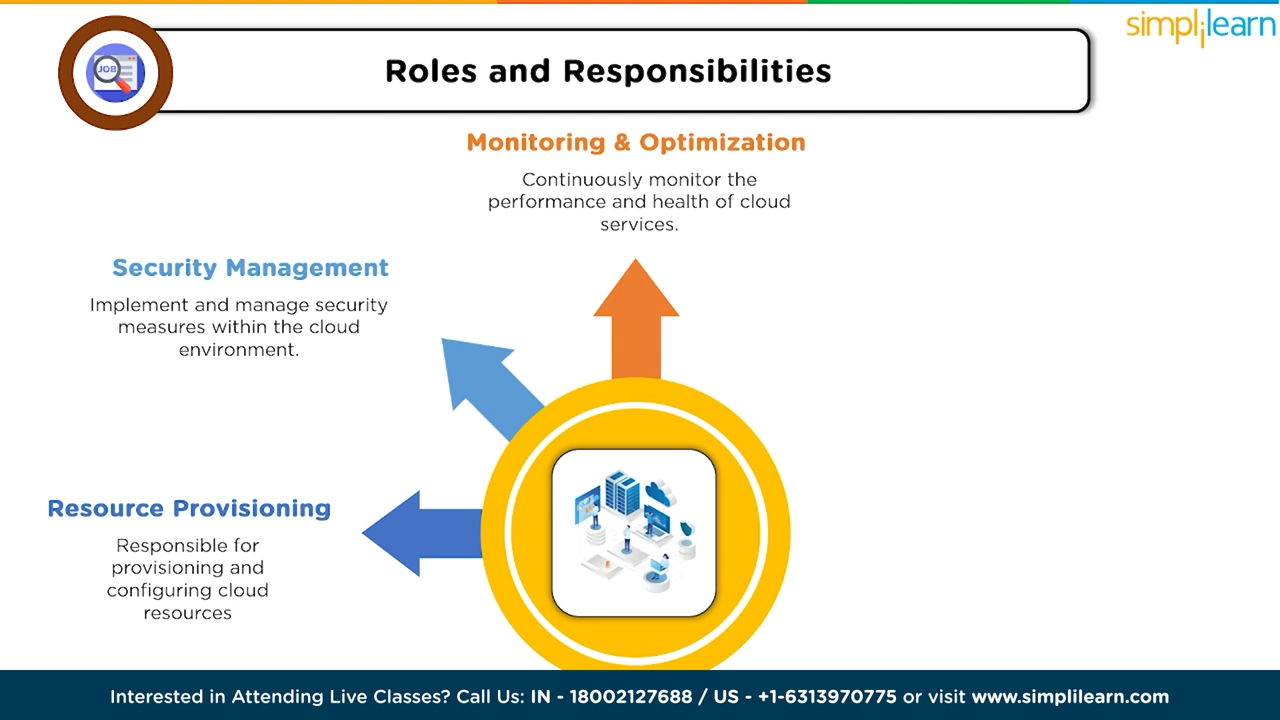 simplilearn
JOB
Roles and Responsibilities
Monitoring & Optimization
Continuously monitor the
performance and health of cloud
services.
Security Management
Implement and manage security
measures within the cloud
environment.
Resource Provisioning
Responsible for
provisioning and
configuring cloud
resources
Interested in Attending Live Classes? Call Us: IN - 18002127688 / US - +1-6313970775 or visit www.simplilearn.com